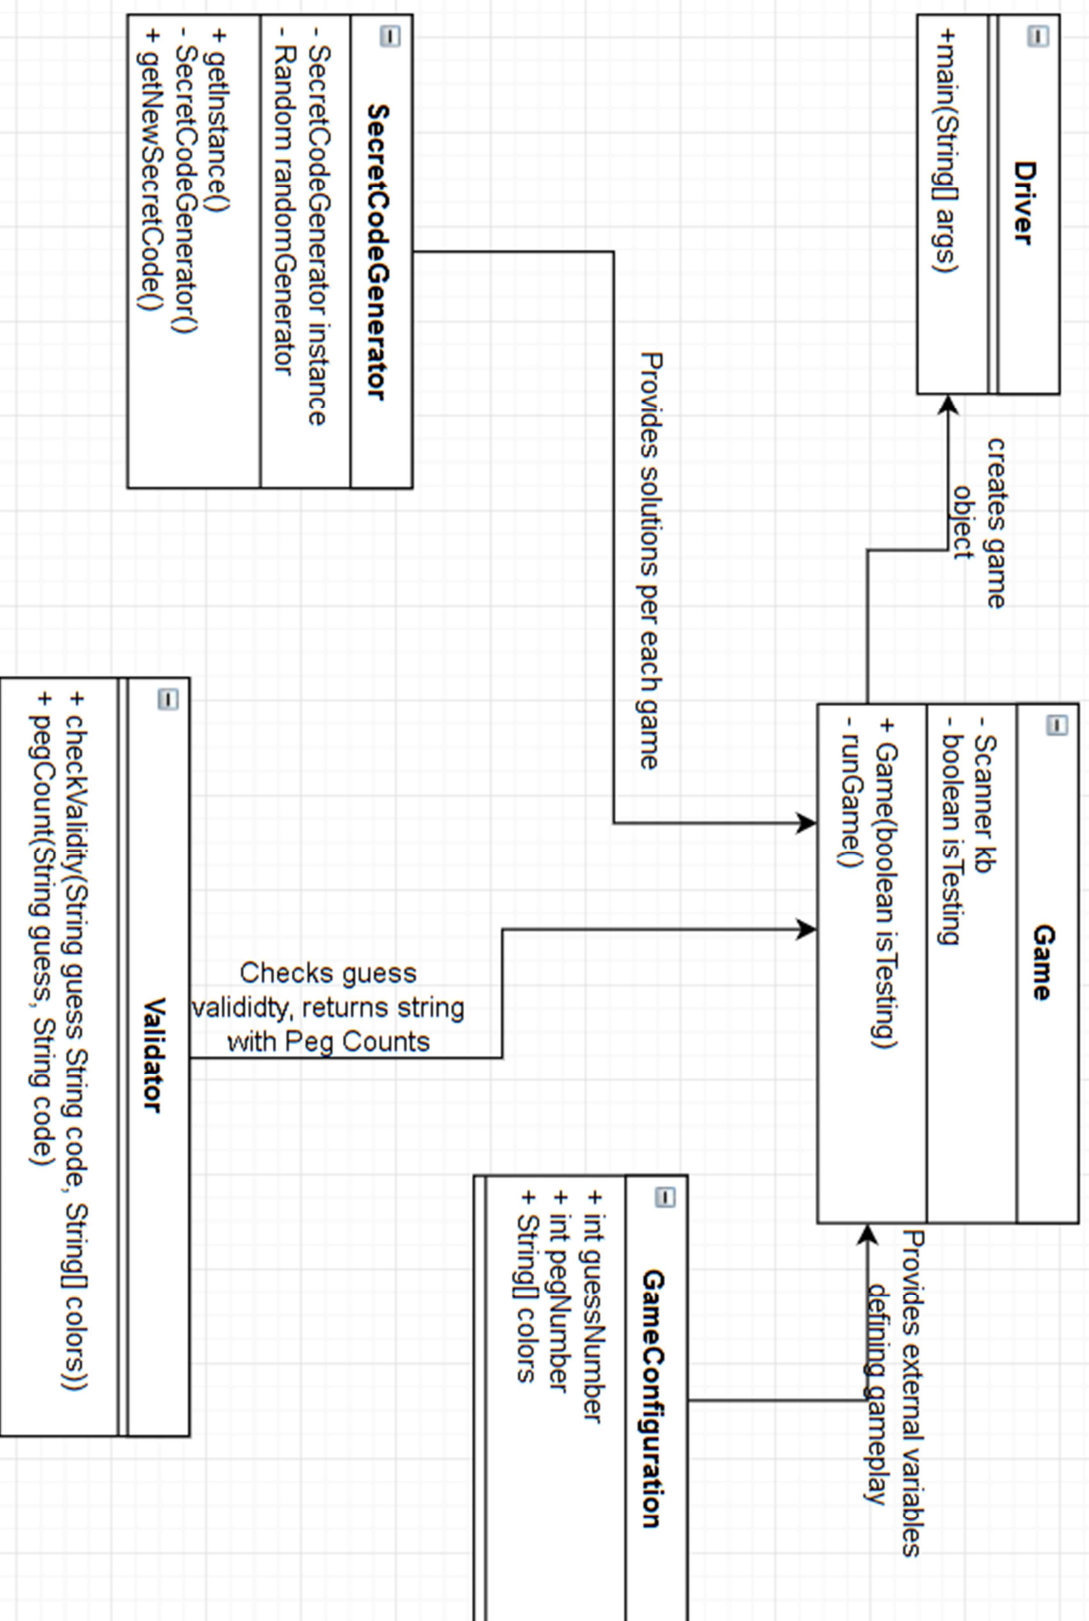 Driver
+main(String[] args)
creates game
object
Game
- Scanner kb
- boolean isTesting
+ Game(boolean isTesting)
- runGame()
Provides external variables
defining gameplay
SecretCodeGenerator
- SecretCodeGenerator instance
- Random randomGenerator
+ getInstance()
- SecretCodeGenerator()
+ getNewSecretCode()
Provides solutions per each game
Checks guess
valididty, returns string
with Peg Counts
GameConfiguration
+ int guessNumber
+ int pegNumber
+ String[] colors
Validator
+ checkValidity(String guess String code, String[] colors))
+ pegCount(String guess, String code)